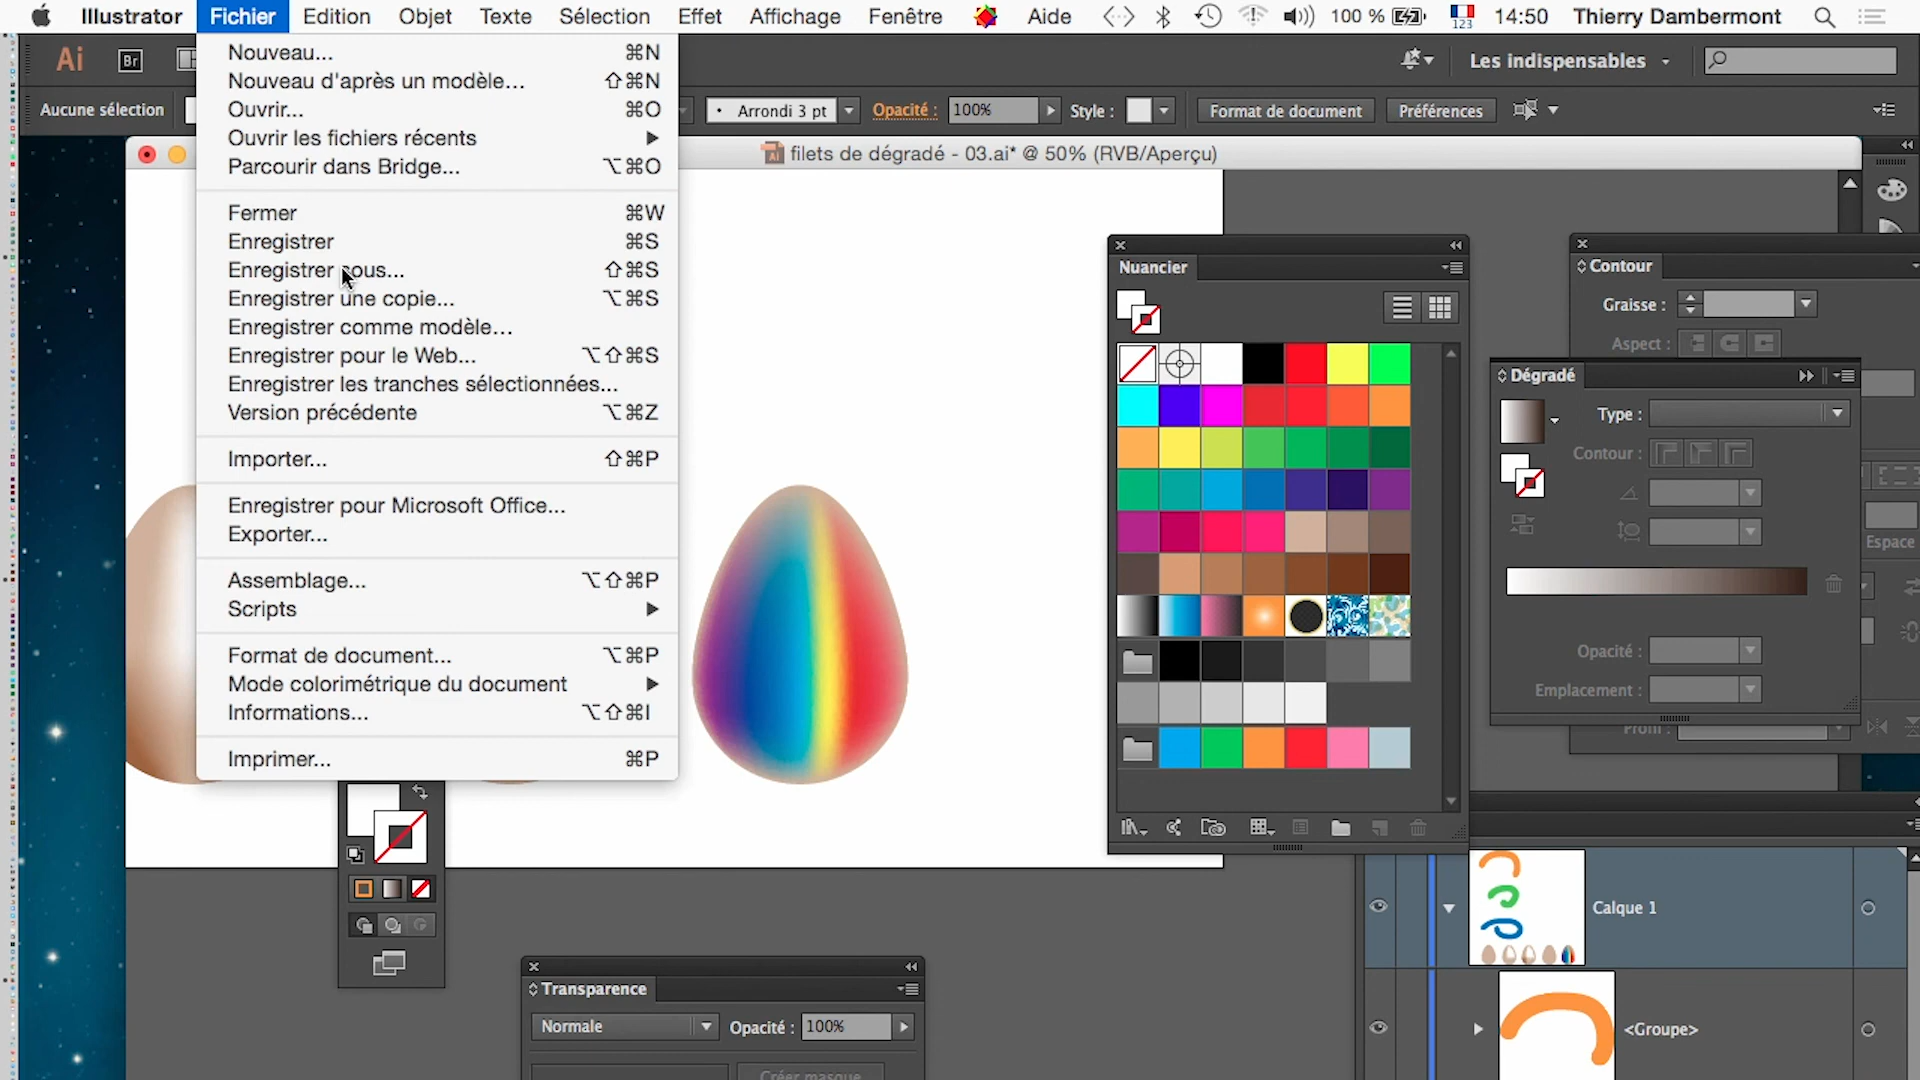 Illustrator Fichier Edition Objet Texte Sélection Effet Affichage Fenêtre Aide 100 % 123 14:50 Thierry Dambermont
Ai Br Les indispensables
Aucune sélection • Arrondi 3 pt Opacité : 100% Style : Format de document Préférences
filets de dégradé - 03.ai* @ 50% (RVB/Aperçu)
Nouveau... ⌘N
Nouveau d'après un modèle... ⇧⌘N
Ouvrir... ⌘O
Ouvrir les fichiers récents
Parcourir dans Bridge... ⌥⌘O
Fermer ⌘W
Enregistrer ⌘S
Enregistrer sous... ⇧⌘S
Enregistrer une copie... ⌥⌘S
Enregistrer comme modèle...
Enregistrer pour le Web... ⌥⇧⌘S
Enregistrer les tranches sélectionnées...
Version précédente ⌥⌘Z
Importer... ⇧⌘P
Enregistrer pour Microsoft Office...
Exporter...
Assemblage... ⌥⇧⌘P
Scripts
Format de document... ⌥⌘P
Mode colorimétrique du document
Informations... ⌥⇧⌘I
Imprimer... ⌘P
Nuancier
Contour
Graisse :
Aspect :
Dégradé
Type :
Contour :
Espace
Opacité :
Emplacement :
Profil :
Calque 1
<Groupe>
Transparence
Normale Opacité : 100%
Créer masque